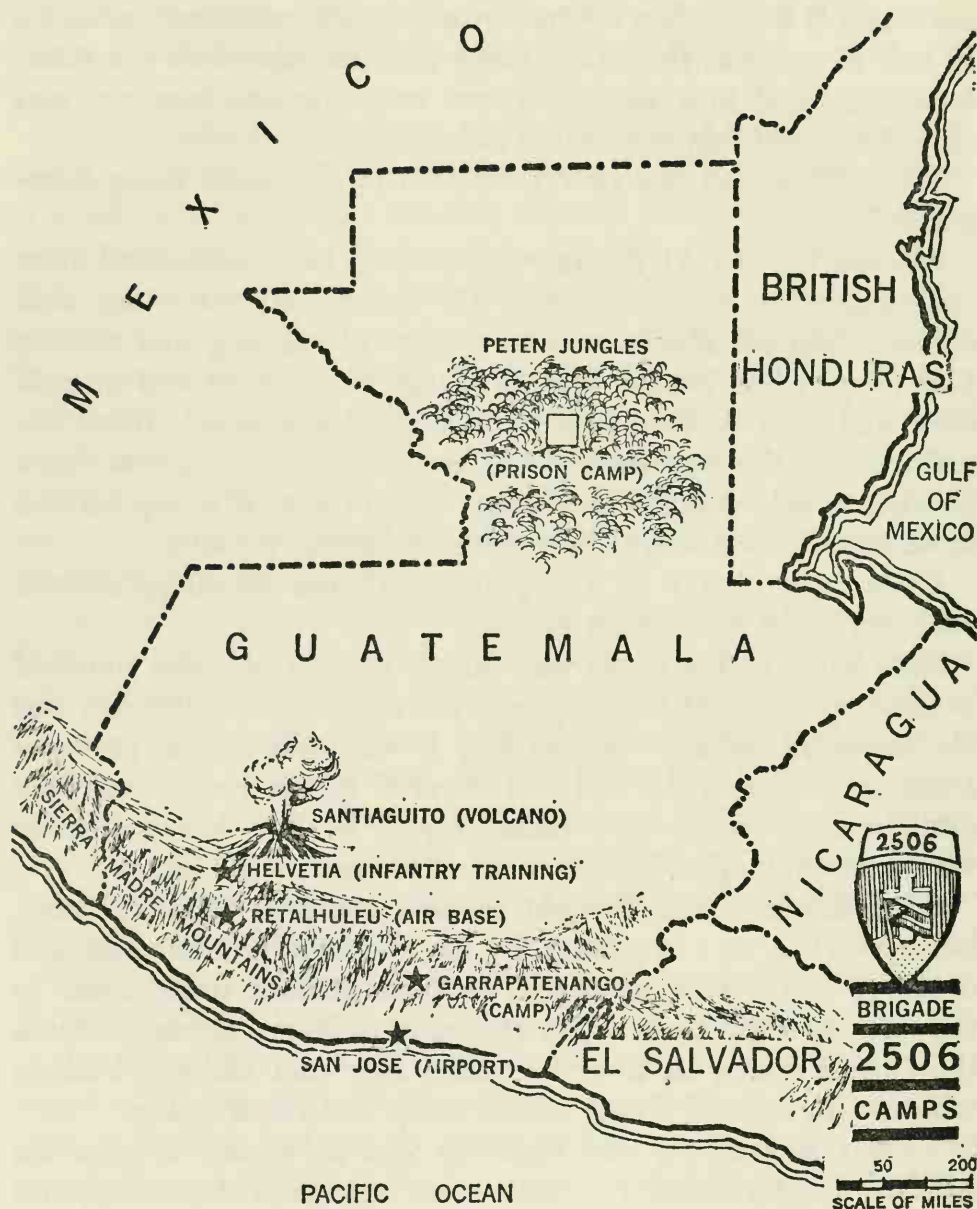 MEXICO
BRITISH
HONDURAS
PETEN JUNGLES
(PRISON CAMP)
GULF
OF
MEXICO
GUATEMALA
NICARAGUA
SANTIAGUITO (VOLCANO)
HELVETIA (INFANTRY TRAINING)
RETALHULEU (AIR BASE)
SIERRA MADRE MOUNTAINS
GARRAPATENANGO
(CAMP)
SAN JOSE (AIRPORT)
EL SALVADOR
2506
BRIGADE
2506
CAMPS
50 200
SCALE OF MILES
PACIFIC OCEAN